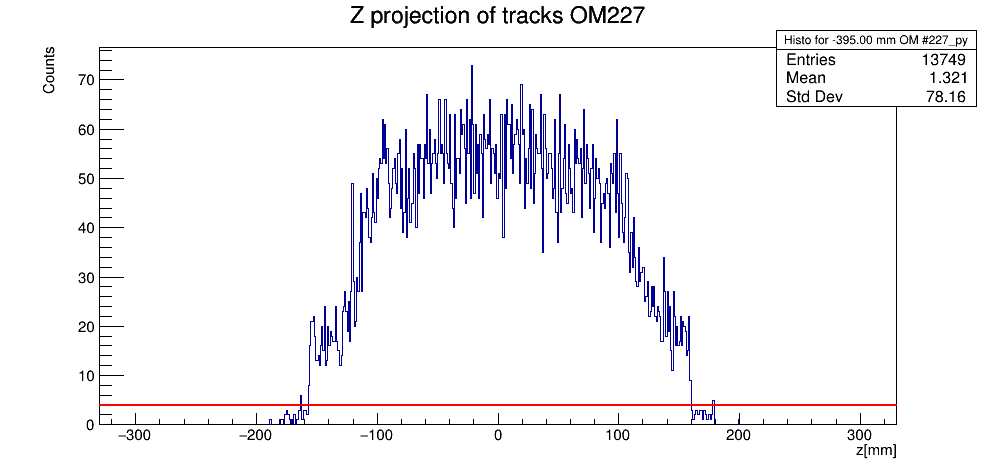 Z projection of tracks OM227
Histo for -395.00 mm OM #227_py
Entries 13749
Mean 1.321
Std Dev 78.16
Counts
70
60
50
40
30
20
10
0
−300 −200 −100 0 100 200 300
z[mm]